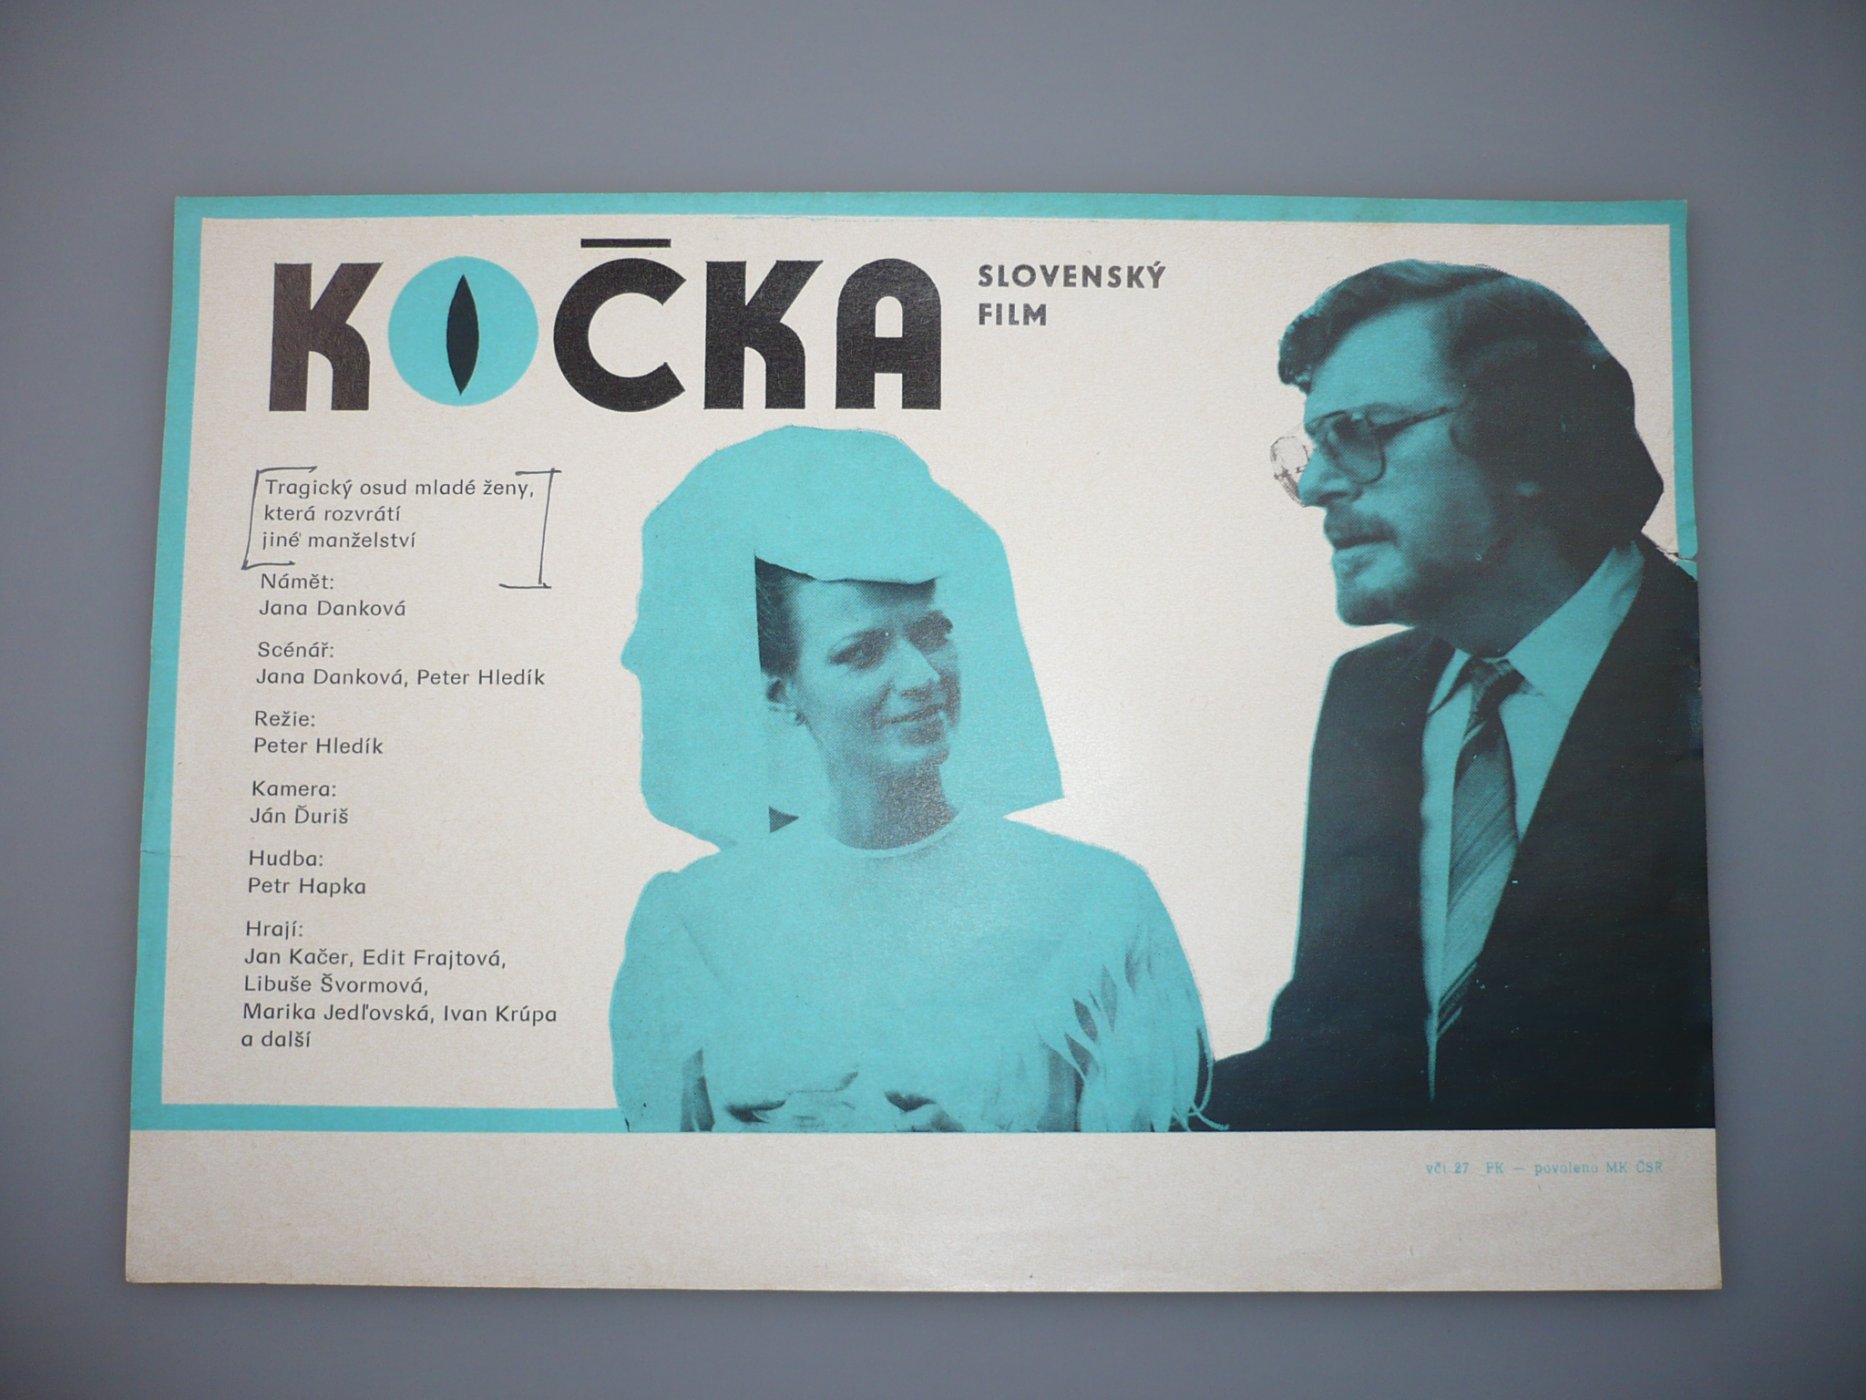 KOČKA
SLOVENSKÝ
FILM
Tragický osud mladé ženy,
která rozvrátí
jiné manželství
Námět:
Jana Danková
Scénář:
Jana Danková, Peter Hledík
Režie:
Peter Hledík
Kamera:
Ján Ďuriš
Hudba:
Petr Hapka
Hrají:
Jan Kačer, Edit Frajtová,
Libuše Švormová,
Marika Jedľovská, Ivan Krúpa
a další
27 PK — povoleno MK ČSR